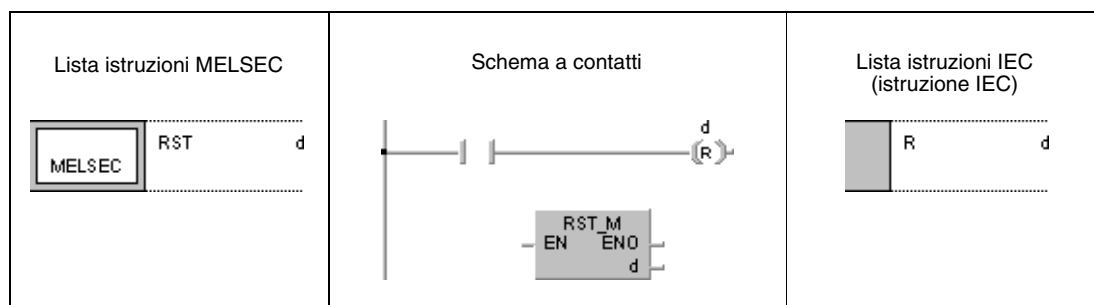 Lista istruzioni MELSEC
MELSEC
RST d
Schema a contatti
d
R
RST_M
EN ENO
d
Lista istruzioni IEC
(istruzione IEC)
R d